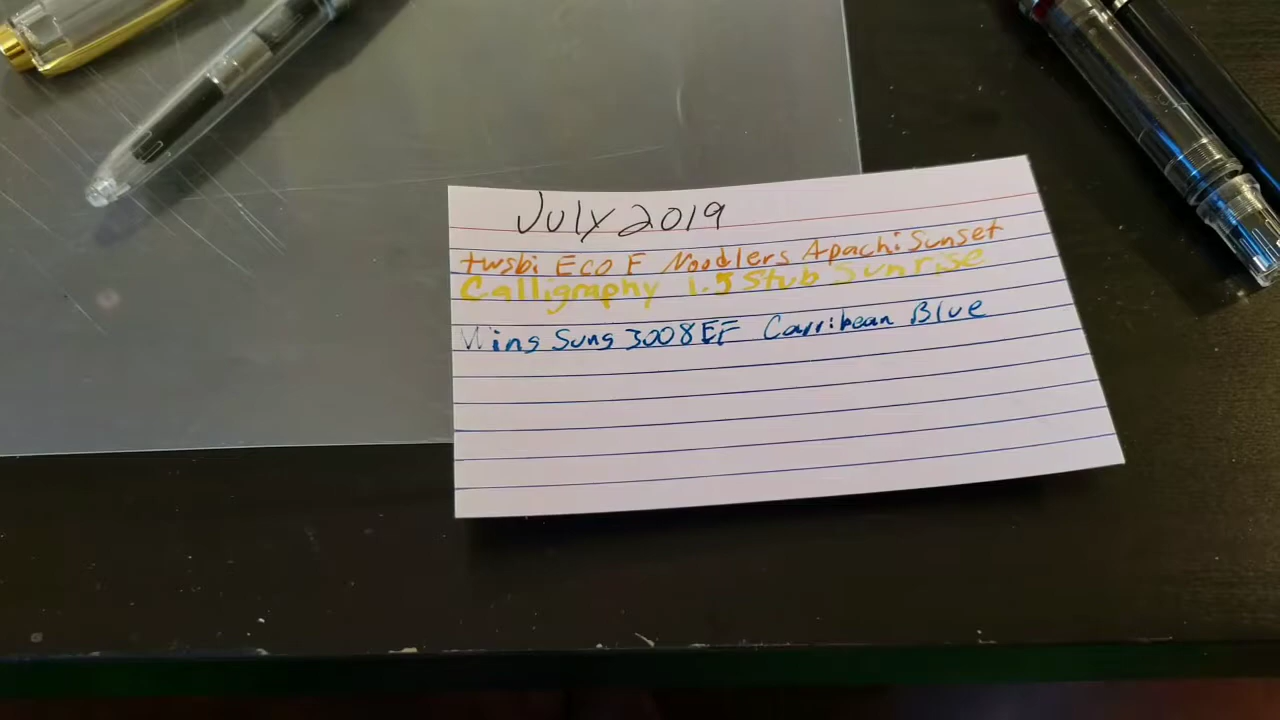 July 2019
twsbi Eco F Noodlers Apachi Sunset
Calligraphy 1.5 Stub Sunrise
Wing Sung 3008 EF Carribean Blue